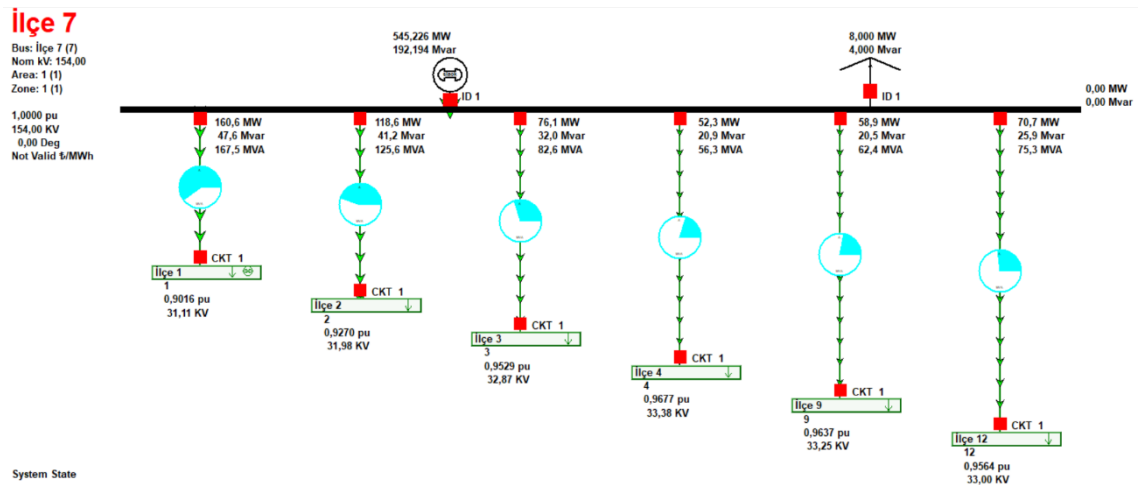 İlçe 7
Bus: İlçe 7 (7)
Nom kV: 154,00
Area: 1 (1)
Zone: 1 (1)
1,0000 pu
154,00 KV
0,00 Deg
Not Valid ₺/MWh
545,226 MW
192,194 Mvar
ID 1
8,000 MW
4,000 Mvar
ID 1
0,00 MW
0,00 Mvar
160,6 MW
47,6 Mvar
167,5 MVA
118,6 MW
41,2 Mvar
125,6 MVA
76,1 MW
32,0 Mvar
82,6 MVA
52,3 MW
20,9 Mvar
56,3 MVA
58,9 MW
20,5 Mvar
62,4 MVA
70,7 MW
25,9 Mvar
75,3 MVA
CKT 1
İlçe 1
1
0,9016 pu
31,11 KV
CKT 1
İlçe 2
2
0,9270 pu
31,98 KV
CKT 1
İlçe 3
3
0,9529 pu
32,87 KV
CKT 1
İlçe 4
4
0,9677 pu
33,38 KV
CKT 1
İlçe 9
9
0,9637 pu
33,25 KV
CKT 1
İlçe 12
12
0,9564 pu
33,00 KV
System State